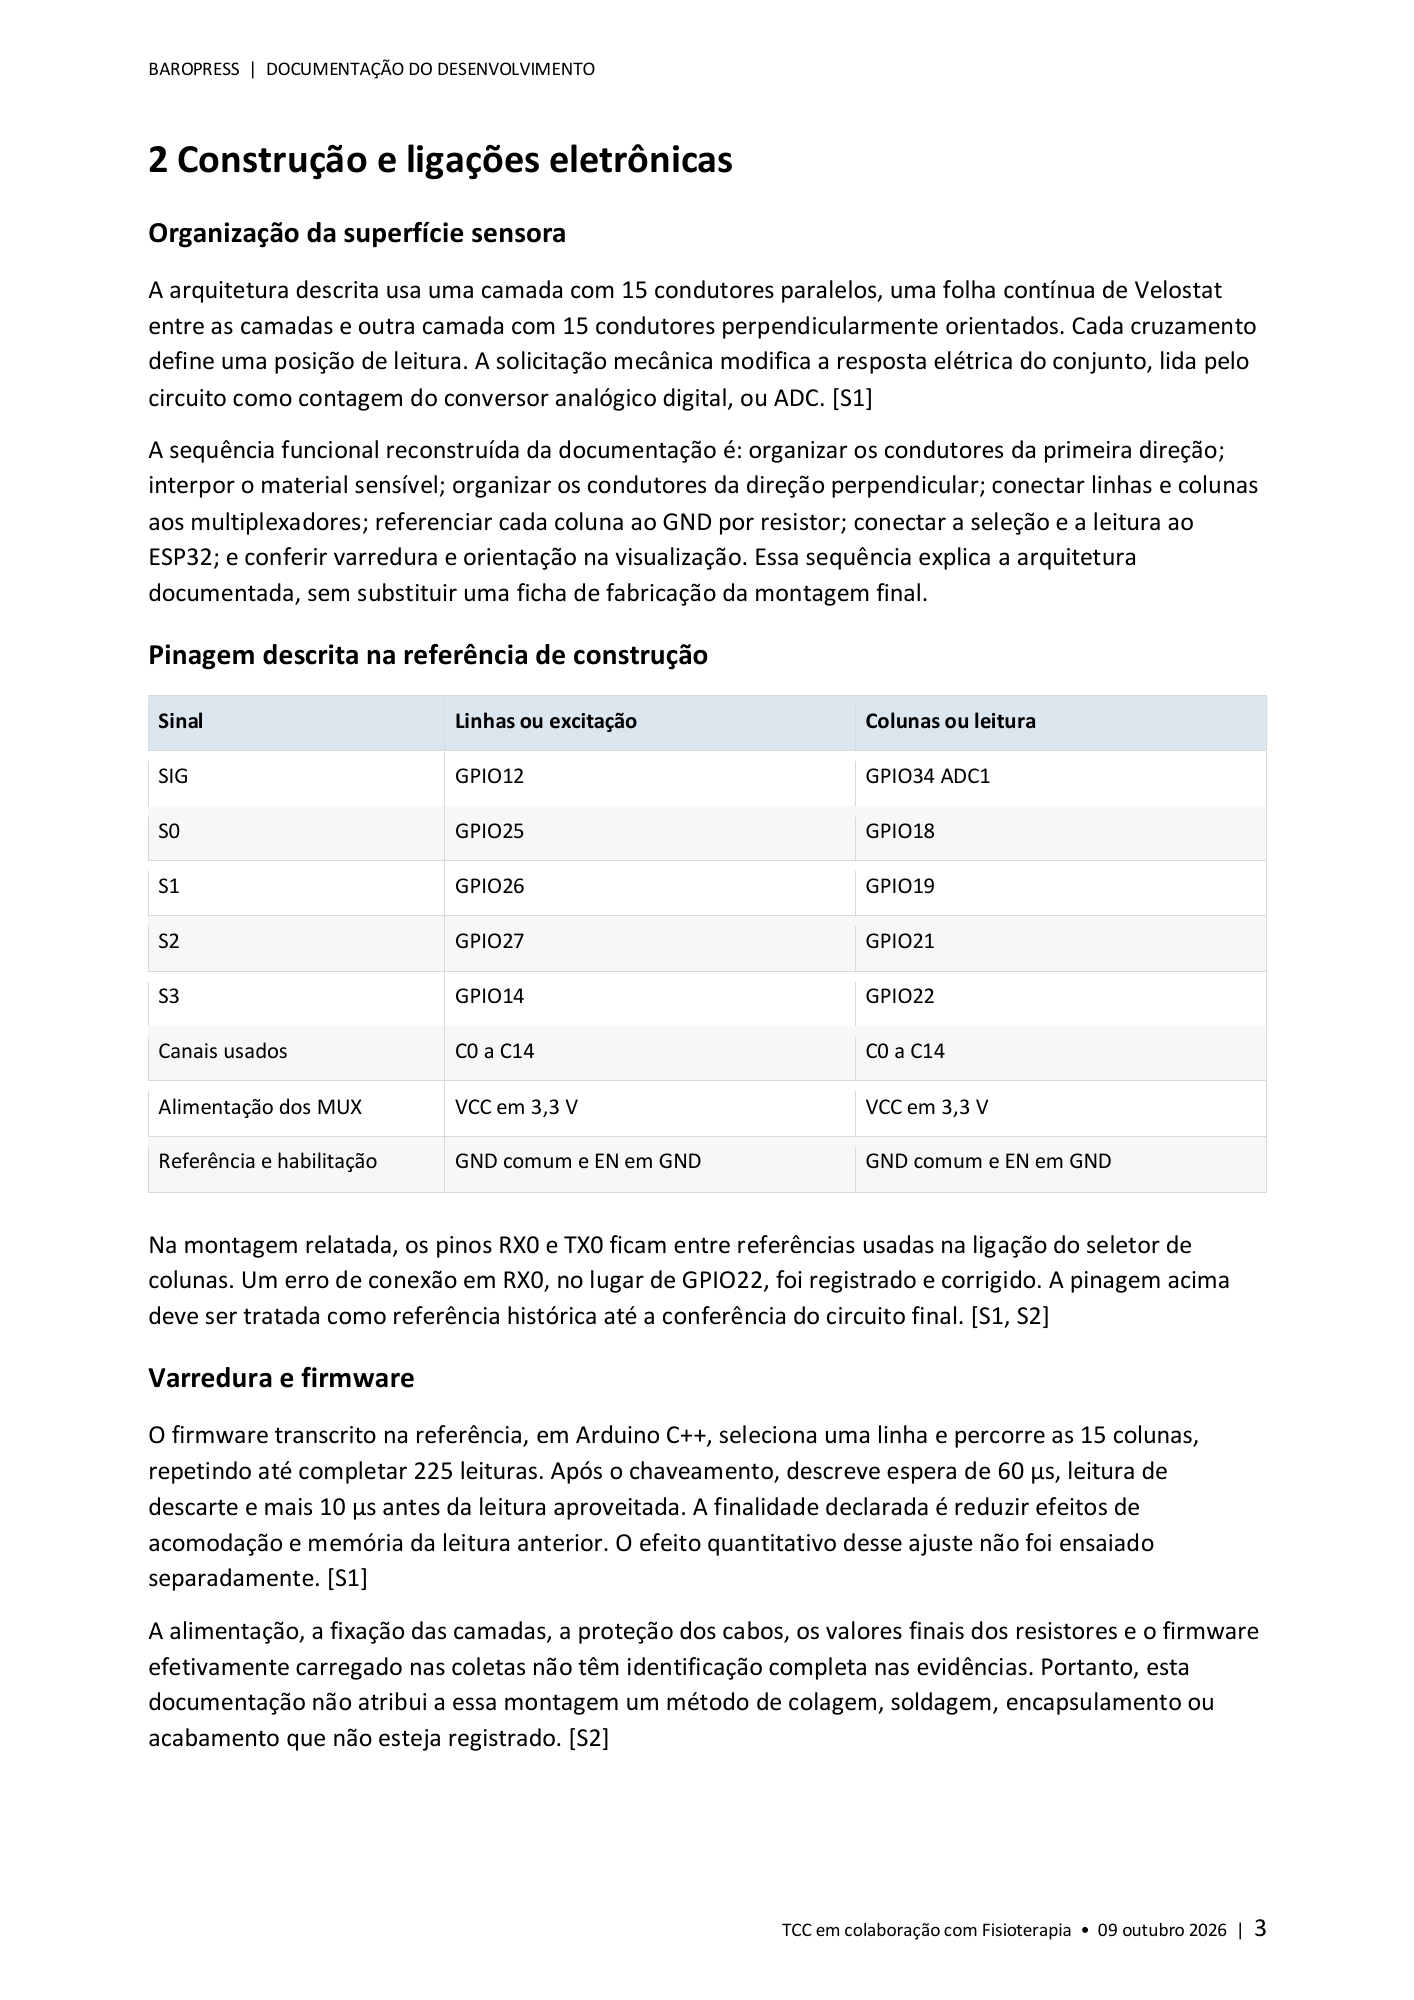 BAROPRESS | DOCUMENTAÇÃO DO DESENVOLVIMENTO
2 Construção e ligações eletrônicas
Organização da superfície sensora
A arquitetura descrita usa uma camada com 15 condutores paralelos, uma folha contínua de Velostat
entre as camadas e outra camada com 15 condutores perpendicularmente orientados. Cada cruzamento
define uma posição de leitura. A solicitação mecânica modifica a resposta elétrica do conjunto, lida pelo
circuito como contagem do conversor analógico digital, ou ADC. [S1]
A sequência funcional reconstruída da documentação é: organizar os condutores da primeira direção;
interpor o material sensível; organizar os condutores da direção perpendicular; conectar linhas e colunas
aos multiplexadores; referenciar cada coluna ao GND por resistor; conectar a seleção e a leitura ao
ESP32; e conferir varredura e orientação na visualização. Essa sequência explica a arquitetura
documentada, sem substituir uma ficha de fabricação da montagem final.
Pinagem descrita na referência de construção
Sinal Linhas ou excitação Colunas ou leitura
SIG GPIO12 GPIO34 ADC1
S0 GPIO25 GPIO18
S1 GPIO26 GPIO19
S2 GPIO27 GPIO21
S3 GPIO14 GPIO22
Canais usados C0 a C14 C0 a C14
Alimentação dos MUX VCC em 3,3 V VCC em 3,3 V
Referência e habilitação GND comum e EN em GND GND comum e EN em GND
Na montagem relatada, os pinos RX0 e TX0 ficam entre referências usadas na ligação do seletor de
colunas. Um erro de conexão em RX0, no lugar de GPIO22, foi registrado e corrigido. A pinagem acima
deve ser tratada como referência histórica até a conferência do circuito final. [S1, S2]
Varredura e firmware
O firmware transcrito na referência, em Arduino C++, seleciona uma linha e percorre as 15 colunas,
repetindo até completar 225 leituras. Após o chaveamento, descreve espera de 60 µs, leitura de
descarte e mais 10 µs antes da leitura aproveitada. A finalidade declarada é reduzir efeitos de
acomodação e memória da leitura anterior. O efeito quantitativo desse ajuste não foi ensaiado
separadamente. [S1]
A alimentação, a fixação das camadas, a proteção dos cabos, os valores finais dos resistores e o firmware
efetivamente carregado nas coletas não têm identificação completa nas evidências. Portanto, esta
documentação não atribui a essa montagem um método de colagem, soldagem, encapsulamento ou
acabamento que não esteja registrado. [S2]
TCC em colaboração com Fisioterapia • 09 outubro 2026 | 3